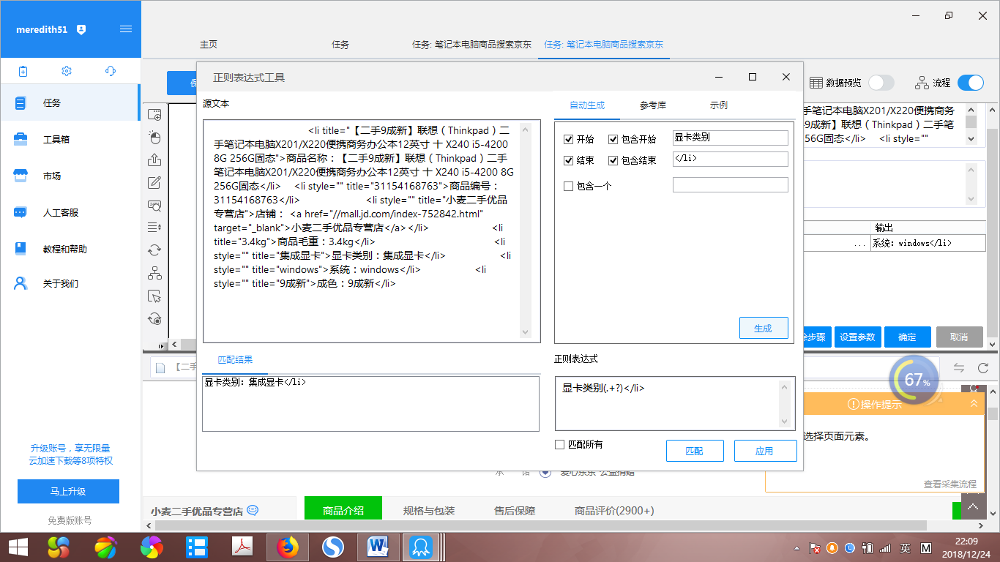 meredith51
主页
任务
任务: 笔记本电脑商品搜索京东
任务: 笔记本电脑商品搜索京东
任务
工具箱
市场
人工客服
教程和帮助
关于我们
升级账号，享无限量
云加速下载等8项特权
马上升级
免费版账号
数据预览
流程
正则表达式工具
源文本
<li title="【二手9成新】联想（Thinkpad）二
手笔记本电脑X201/X220便携商务办公本12英寸 十 X240 i5-4200
8G 256G固态">商品名称：【二手9成新】联想（Thinkpad）二手
笔记本电脑X201/X220便携商务办公本12英寸 十 X240 i5-4200 8G
256G固态</li> <li style="" title="31154168763">商品编号：
31154168763</li> <li style="" title="小麦二手优品
专营店">店铺： <a href="//mall.jd.com/index-752842.html"
target="_blank">小麦二手优品专营店</a></li> <li
title="3.4kg">商品毛重：3.4kg</li> <li
style="" title="集成显卡">显卡类别：集成显卡</li> <li
style="" title="windows">系统：windows</li> <li
style="" title="9成新">成色：9成新</li>
自动生成
参考库
示例
开始
包含开始
显卡类别
结束
包含结束
</li>
包含一个
生成
匹配结果
显卡类别：集成显卡</li>
正则表达式
显卡类别(.+?)</li>
匹配所有
匹配
应用
手笔记本电脑X201/X220便携商务
】联想（Thinkpad）二手笔
6G固态</li> <li style=""
输出
...
系统：windows</li>
步骤
设置参数
确定
取消
【二手
67%
操作提示
选择页面元素。
查看采集流程
小麦二手优品专营店
商品介绍
规格与包装
售后保障
商品评价(2900+)
英
M
22:09
2018/12/24